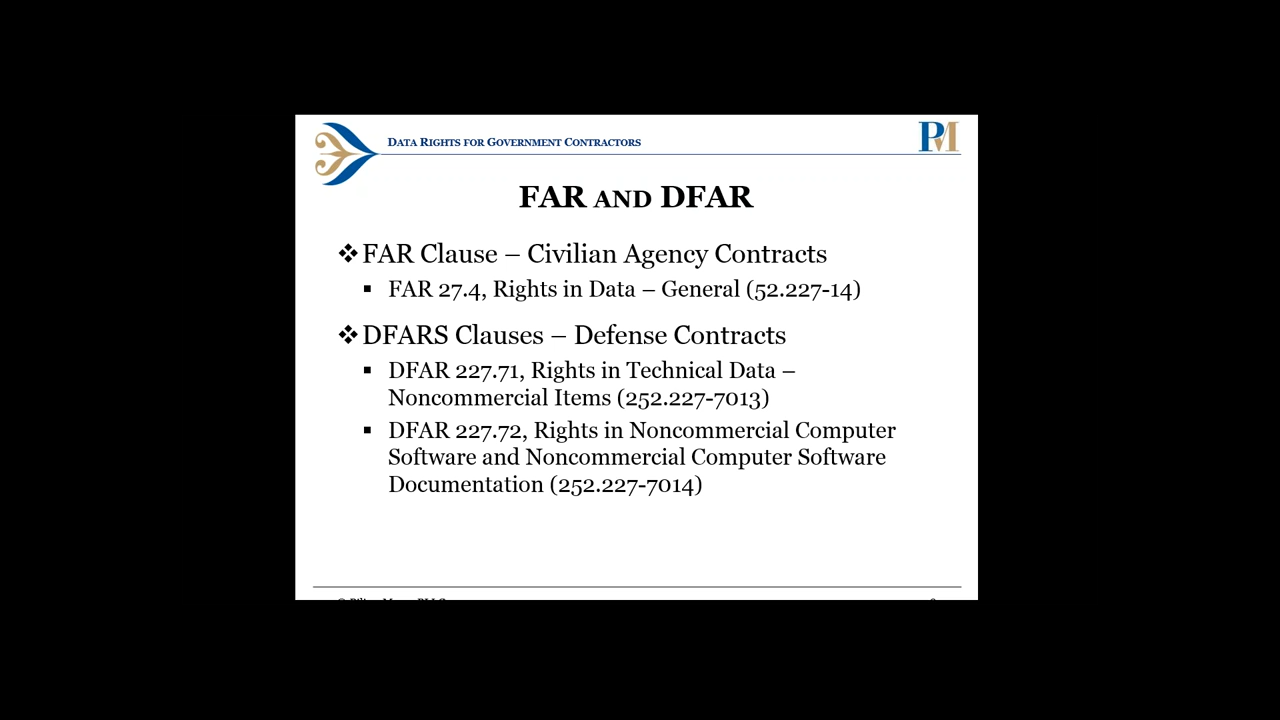 DATA RIGHTS FOR GOVERNMENT CONTRACTORS
PM
FAR AND DFAR
❖ FAR Clause – Civilian Agency Contracts
▪ FAR 27.4, Rights in Data – General (52.227-14)
❖ DFARS Clauses – Defense Contracts
▪ DFAR 227.71, Rights in Technical Data –
Noncommercial Items (252.227-7013)
▪ DFAR 227.72, Rights in Noncommercial Computer
Software and Noncommercial Computer Software
Documentation (252.227-7014)